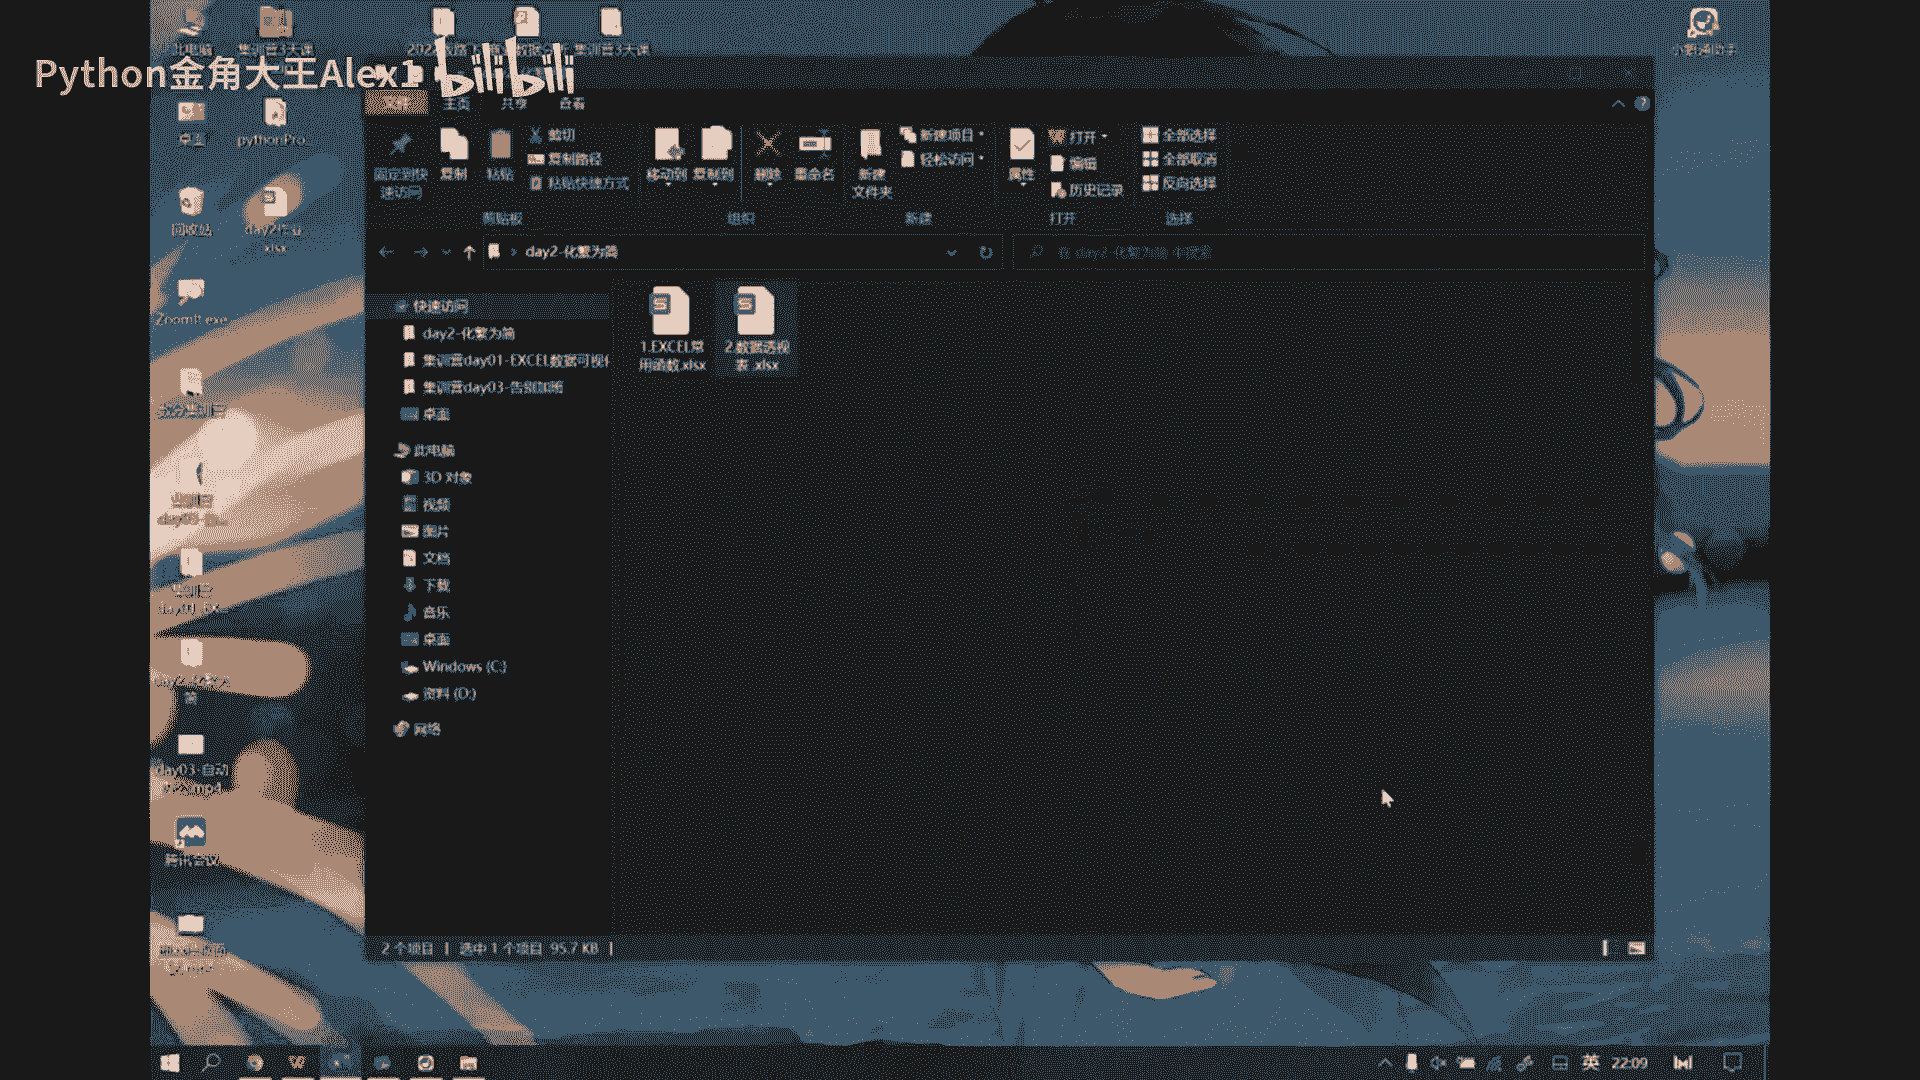 Python金角大王Alex1 bilibili
此电脑
集训营3天课
集训营3天课
桌面
pythonPro...
回收站
day2作业
.xlsx
ZoomIt.exe
day03-自动
腾讯会议
文件 主页 共享 查看
固定到快
速访问
复制
粘贴
剪切
复制路径
粘贴快捷方式
剪贴板
移动到 复制到
删除 重命名
组织
新建
文件夹
新建项目
轻松访问
新建
属性
打开
编辑
历史记录
打开
全部选择
全部取消
反向选择
选择
day2-化繁为简
在 day2-化繁为简 中搜索
快速访问
day2-化繁为简
集训营day01-EXCEL数据可视化
集训营day03-告别加班
桌面
此电脑
3D 对象
视频
图片
文档
下载
音乐
桌面
Windows (C:)
资料 (D:)
网络
1.EXCEL常
用函数.xlsx
2.数据透视
表 .xlsx
2 个项目 | 选中 1 个项目 95.7 KB |
英 22:09